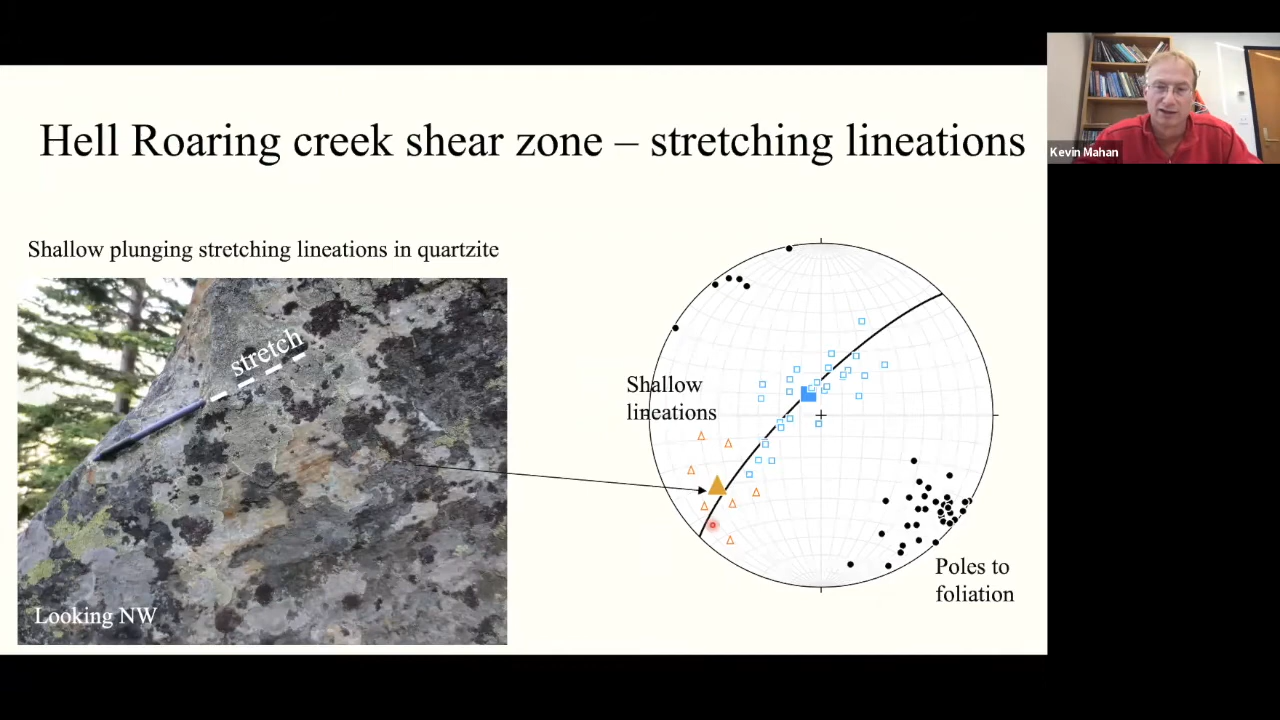 Hell Roaring creek shear zone – stretching lineations
Kevin Mahan
Shallow plunging stretching lineations in quartzite
stretch
Looking NW
Shallow
lineations
Poles to
foliation